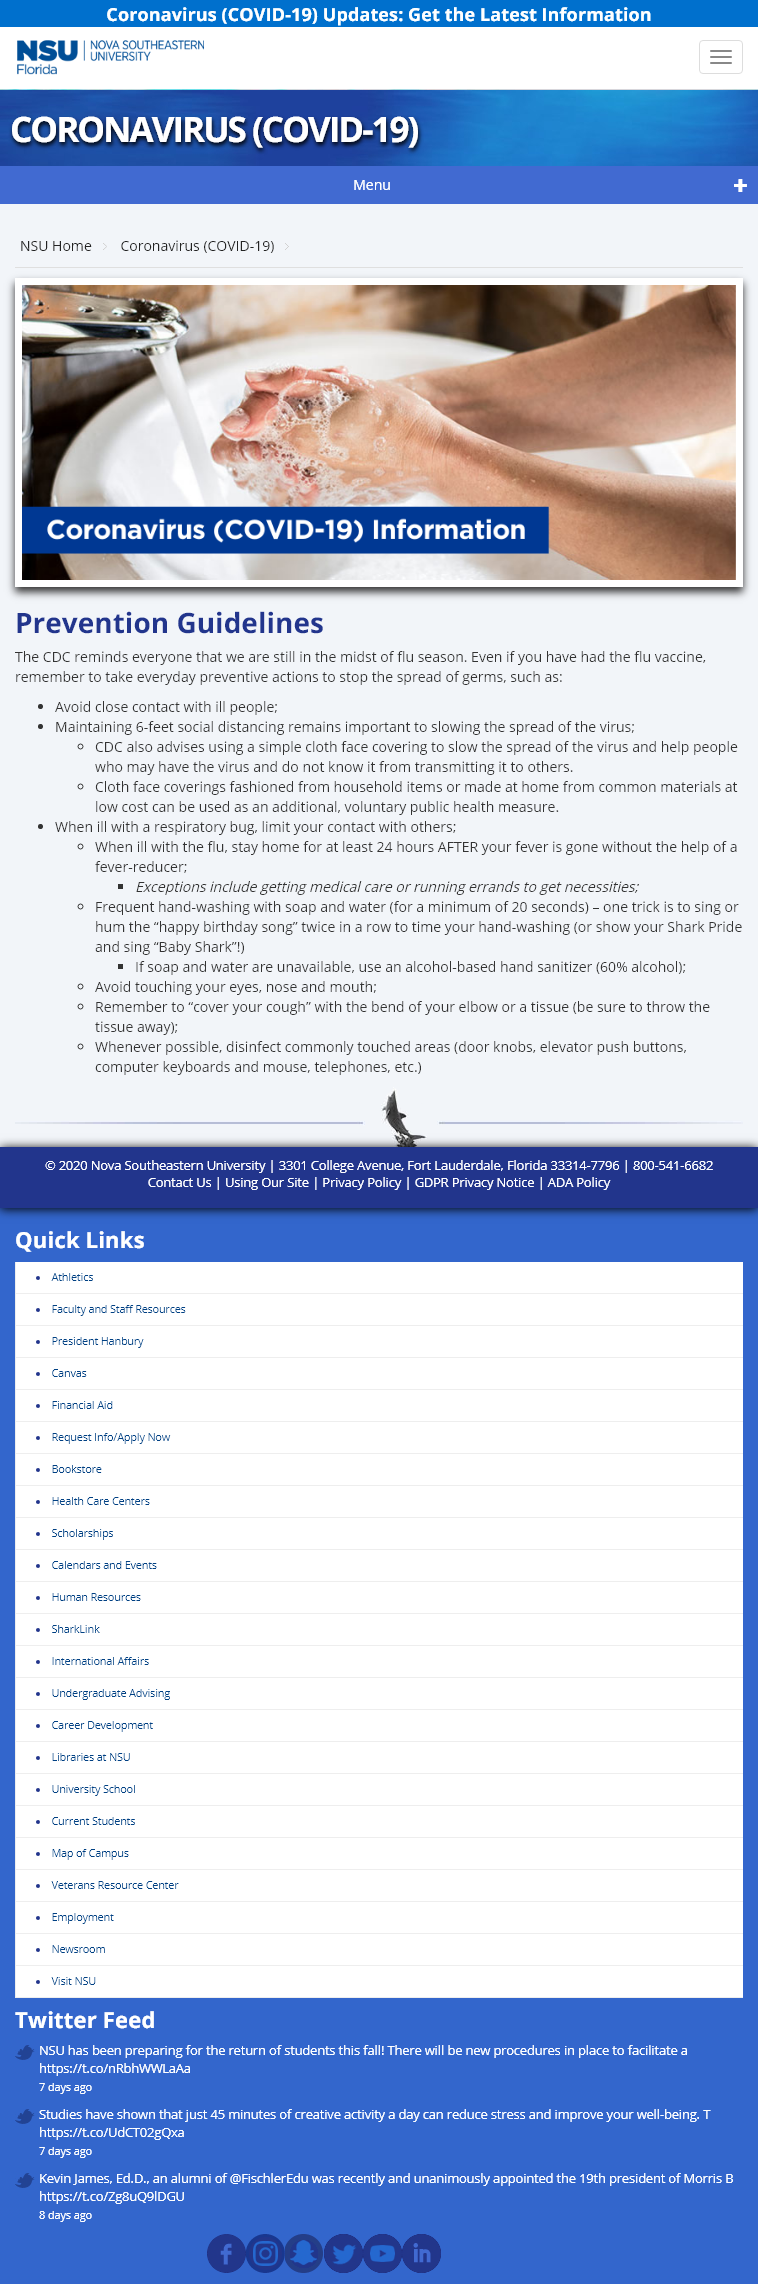 Coronavirus (COVID-19) Updates: Get the Latest Information
NSU NOVA SOUTHEASTERN
UNIVERSITY
Florida
CORONAVIRUS (COVID-19)
Menu
NSU Home > Coronavirus (COVID-19) >
Coronavirus (COVID-19) Information
Prevention Guidelines
The CDC reminds everyone that we are still in the midst of flu season. Even if you have had the flu vaccine,
remember to take everyday preventive actions to stop the spread of germs, such as:
Avoid close contact with ill people;
Maintaining 6-feet social distancing remains important to slowing the spread of the virus;
CDC also advises using a simple cloth face covering to slow the spread of the virus and help people
who may have the virus and do not know it from transmitting it to others.
Cloth face coverings fashioned from household items or made at home from common materials at
low cost can be used as an additional, voluntary public health measure.
When ill with a respiratory bug, limit your contact with others;
When ill with the flu, stay home for at least 24 hours AFTER your fever is gone without the help of a
fever-reducer;
Exceptions include getting medical care or running errands to get necessities;
Frequent hand-washing with soap and water (for a minimum of 20 seconds) – one trick is to sing or
hum the “happy birthday song” twice in a row to time your hand-washing (or show your Shark Pride
and sing “Baby Shark”!)
If soap and water are unavailable, use an alcohol-based hand sanitizer (60% alcohol);
Avoid touching your eyes, nose and mouth;
Remember to “cover your cough” with the bend of your elbow or a tissue (be sure to throw the
tissue away);
Whenever possible, disinfect commonly touched areas (door knobs, elevator push buttons,
computer keyboards and mouse, telephones, etc.)
© 2020 Nova Southeastern University | 3301 College Avenue, Fort Lauderdale, Florida 33314-7796 | 800-541-6682
Contact Us | Using Our Site | Privacy Policy | GDPR Privacy Notice | ADA Policy
Quick Links
Athletics
Faculty and Staff Resources
President Hanbury
Canvas
Financial Aid
Request Info/Apply Now
Bookstore
Health Care Centers
Scholarships
Calendars and Events
Human Resources
SharkLink
International Affairs
Undergraduate Advising
Career Development
Libraries at NSU
University School
Current Students
Map of Campus
Veterans Resource Center
Employment
Newsroom
Visit NSU
Twitter Feed
NSU has been preparing for the return of students this fall! There will be new procedures in place to facilitate a
https://t.co/nRbhWWLaAa
7 days ago
Studies have shown that just 45 minutes of creative activity a day can reduce stress and improve your well-being. T
https://t.co/UdCT02gQxa
7 days ago
Kevin James, Ed.D., an alumni of @FischlerEdu was recently and unanimously appointed the 19th president of Morris B
https://t.co/Zg8uQ9lDGU
8 days ago